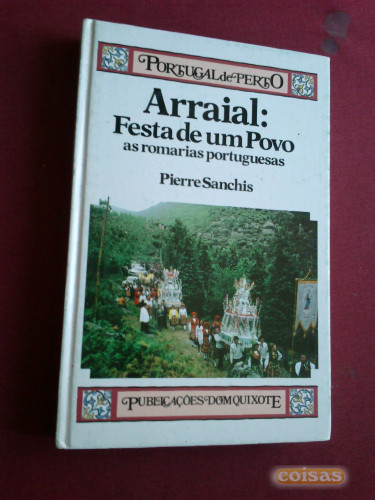 PORTUGAL de PERTO
Arraial:
Festa de um Povo
as romarias portuguesas
Pierre Sanchis
PUBLICAÇÕES DOM QUIXOTE
coisas